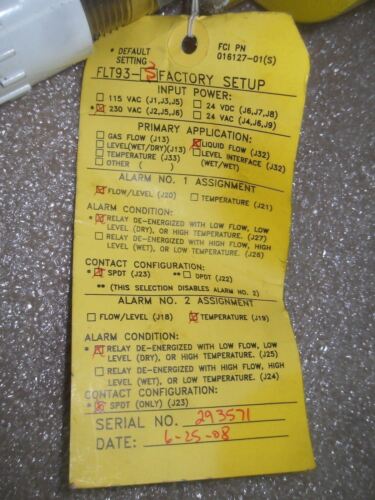 * DEFAULT SETTING
FCI PN 016127-01(S)
FLT93-S FACTORY SETUP
INPUT POWER:
☐ 115 VAC (J1,J3,J5) ☐ 24 VDC (J6,J7,J8)
*☒ 230 VAC (J2,J5,J6) ☐ 24 VAC (J4,J6,J9)
PRIMARY APPLICATION:
☐ GAS FLOW (J13) ☒ LIQUID FLOW (J32)
☐ LEVEL(WET/DRY)(J13) ☐ LEVEL INTERFACE (J32)
☐ TEMPERATURE (J33) (WET/WET)
☐ OTHER ( )
ALARM NO. 1 ASSIGNMENT
☒ FLOW/LEVEL (J20) ☐ TEMPERATURE (J21)
ALARM CONDITION:
*☒ RELAY DE-ENERGIZED WITH LOW FLOW, LOW
LEVEL (DRY), OR HIGH TEMPERATURE. (J27)
☐ RELAY DE-ENERGIZED WITH HIGH FLOW, HIGH
LEVEL (WET), OR LOW TEMPERATURE. (J26)
CONTACT CONFIGURATION:
*☒ SPDT (J23) ** ☐ DPDT (J22)
** (THIS SELECTION DISABLES ALARM NO. 2)
ALARM NO. 2 ASSIGNMENT
☐ FLOW/LEVEL (J18) ☒ TEMPERATURE (J19)
ALARM CONDITION:
*☒ RELAY DE-ENERGIZED WITH LOW FLOW, LOW
LEVEL (DRY), OR HIGH TEMPERATURE. (J25)
☐ RELAY DE-ENERGIZED WITH HIGH FLOW, HIGH
LEVEL (WET), OR LOW TEMPERATURE. (J24)
CONTACT CONFIGURATION:
*☒ SPDT (ONLY) (J23)
SERIAL NO. 293571
DATE: 6-25-08